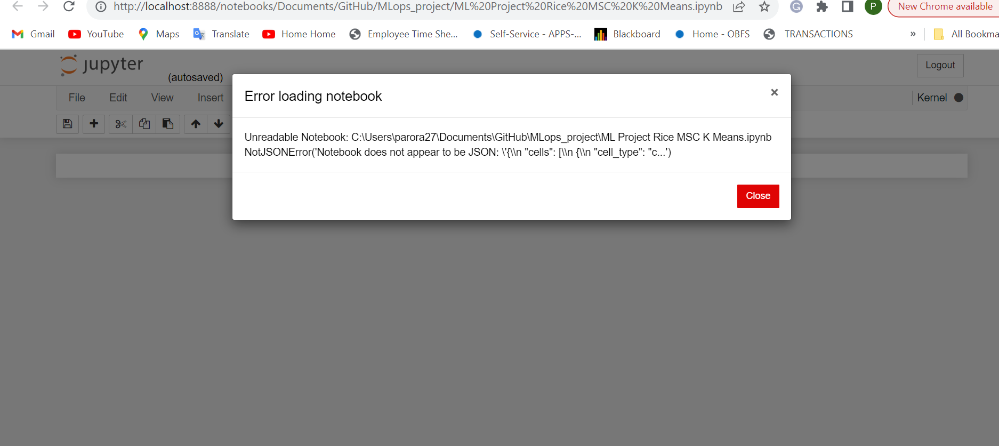 http://localhost:8888/notebooks/Documents/GitHub/MLops_project/ML%20Project%20Rice%20MSC%20K%20Means.ipynb G P New Chrome available
Gmail YouTube Maps G Translate Home Home Employee Time She... Self-Service - APPS-... Blackboard Home - OBFS TRANSACTIONS » All Bookma
jupyter (autosaved) Logout
File Edit View Insert Kernel
Error loading notebook ×
Unreadable Notebook: C:\Users\parora27\Documents\GitHub\MLops_project\ML Project Rice MSC K Means.ipynb
NotJSONError('Notebook does not appear to be JSON: \'{\\n "cells": [\\n {\\n "cell_type": "c...')
Close